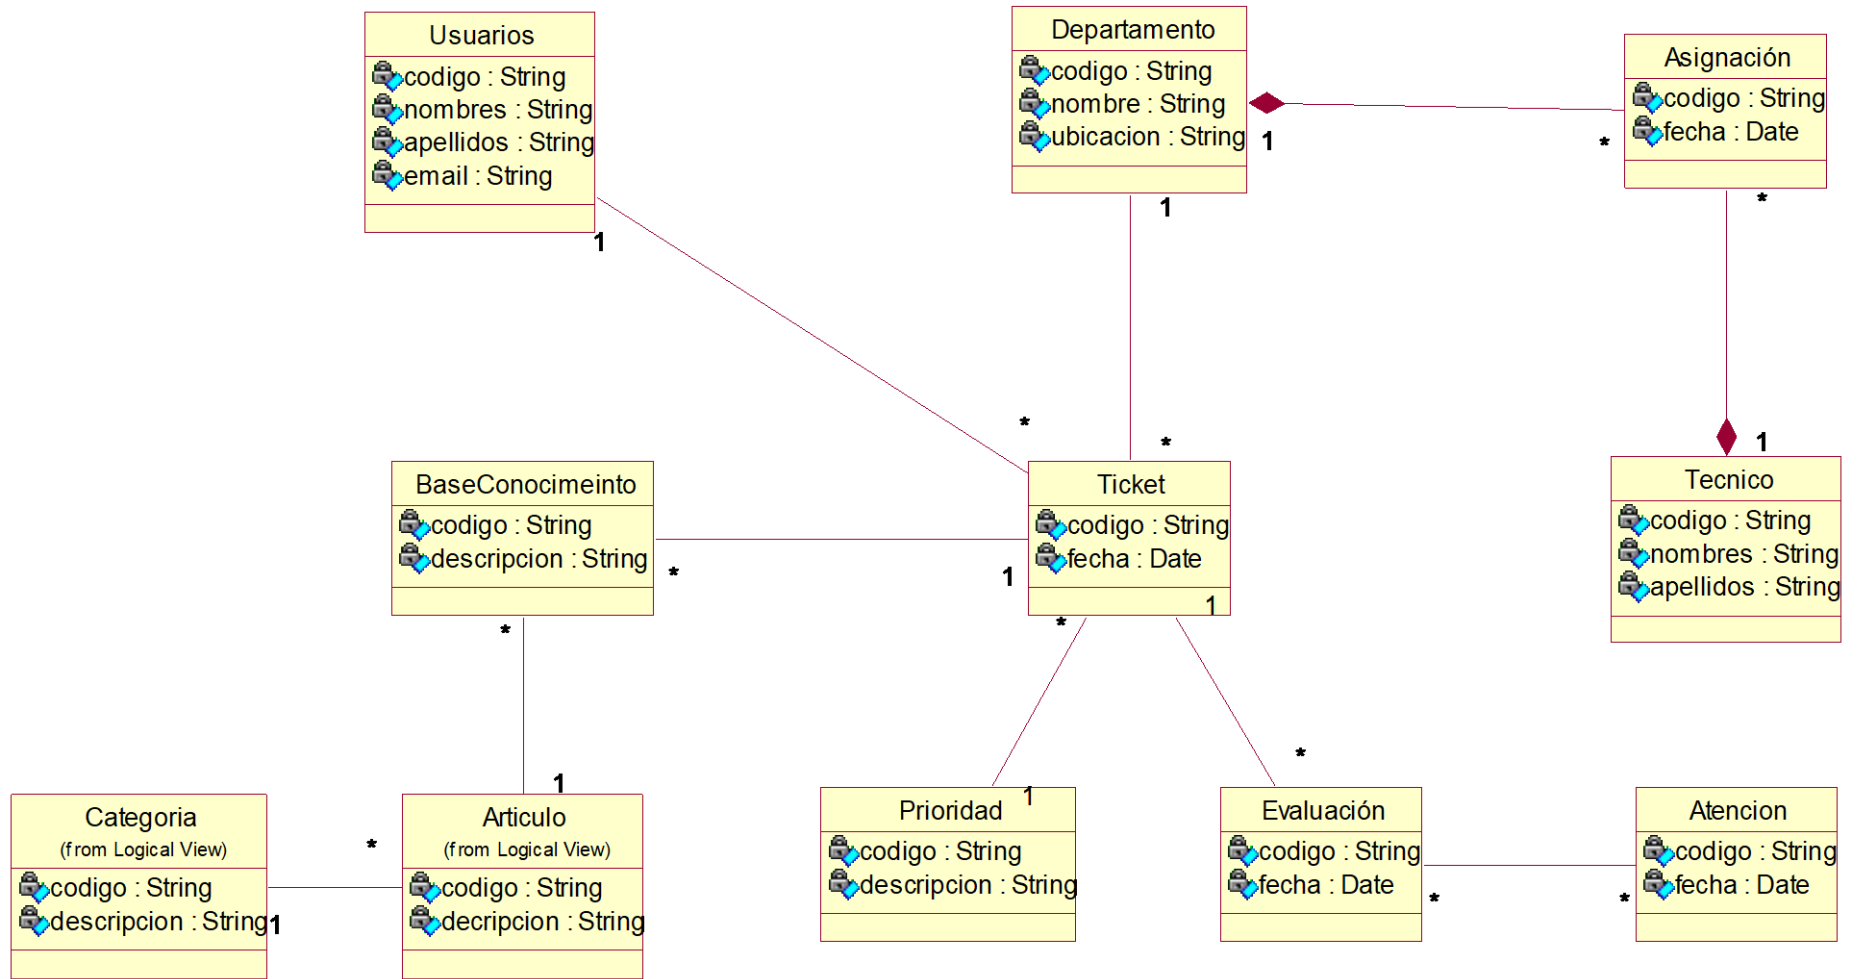 Usuarios
codigo : String
nombres : String
apellidos : String
email : String
1
Departamento
codigo : String
nombre : String
ubicacion : String
1
1
*
Asignación
codigo : String
fecha : Date
*
*
*
1
BaseConocimeinto
codigo : String
descripcion : String
*
*
1
Ticket
codigo : String
fecha : Date
1
*
Tecnico
codigo : String
nombres : String
apellidos : String
*
1
Categoria
(from Logical View)
codigo : String
descripcion : String
1
*
Articulo
(from Logical View)
codigo : String
decripcion : String
1
Prioridad
codigo : String
descripcion : String
Evaluación
codigo : String
fecha : Date
*
*
Atencion
codigo : String
fecha : Date